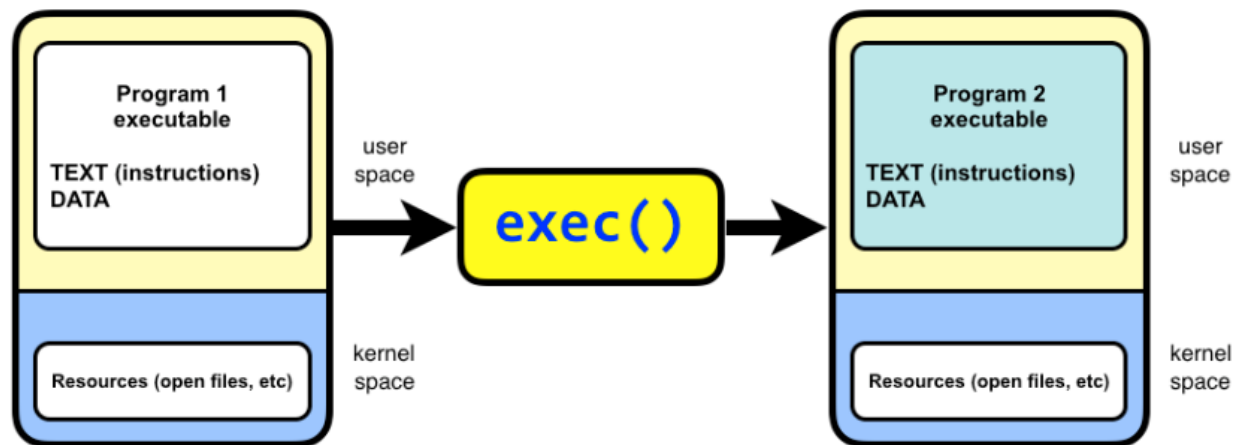 Program 1
executable
TEXT (instructions)
DATA
user
space
Resources (open files, etc)
kernel
space
exec()
Program 2
executable
TEXT (instructions)
DATA
user
space
Resources (open files, etc)
kernel
space